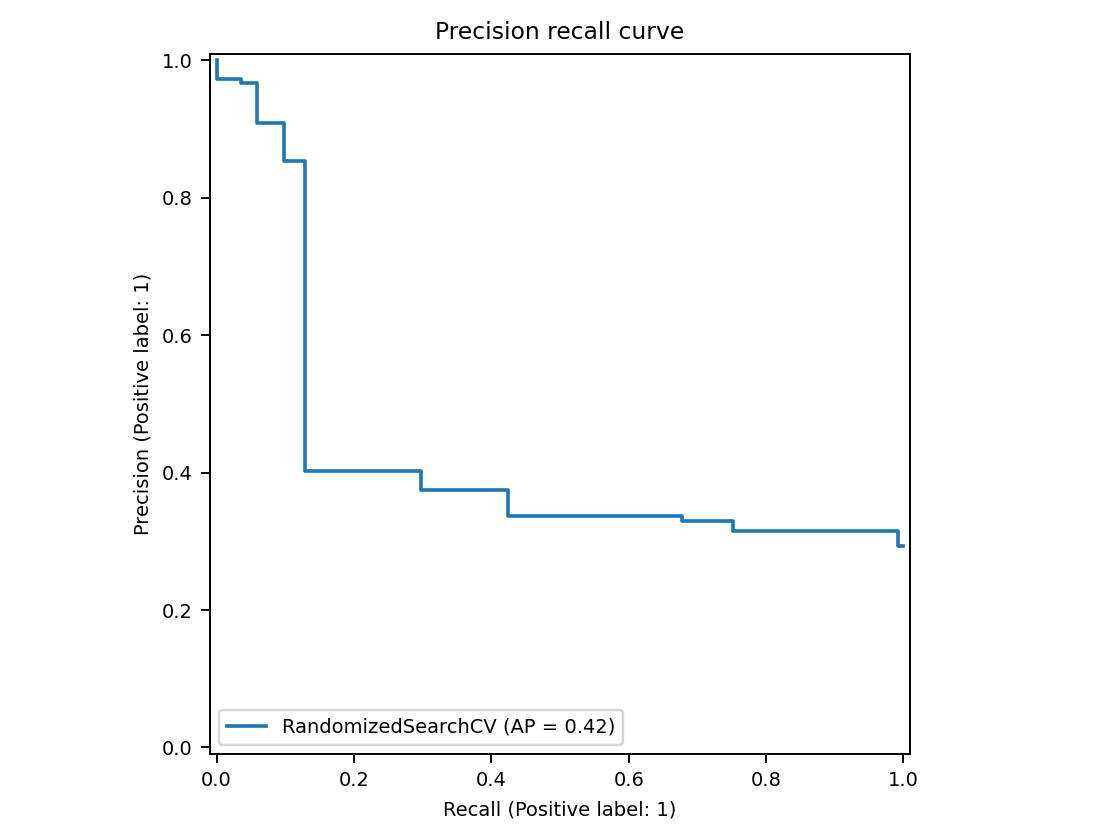 Precision recall curve
1.0
0.8
0.6
0.4
0.2
0.0
Precision (Positive label: 1)
RandomizedSearchCV (AP = 0.42)
0.0 0.2 0.4 0.6 0.8 1.0
Recall (Positive label: 1)